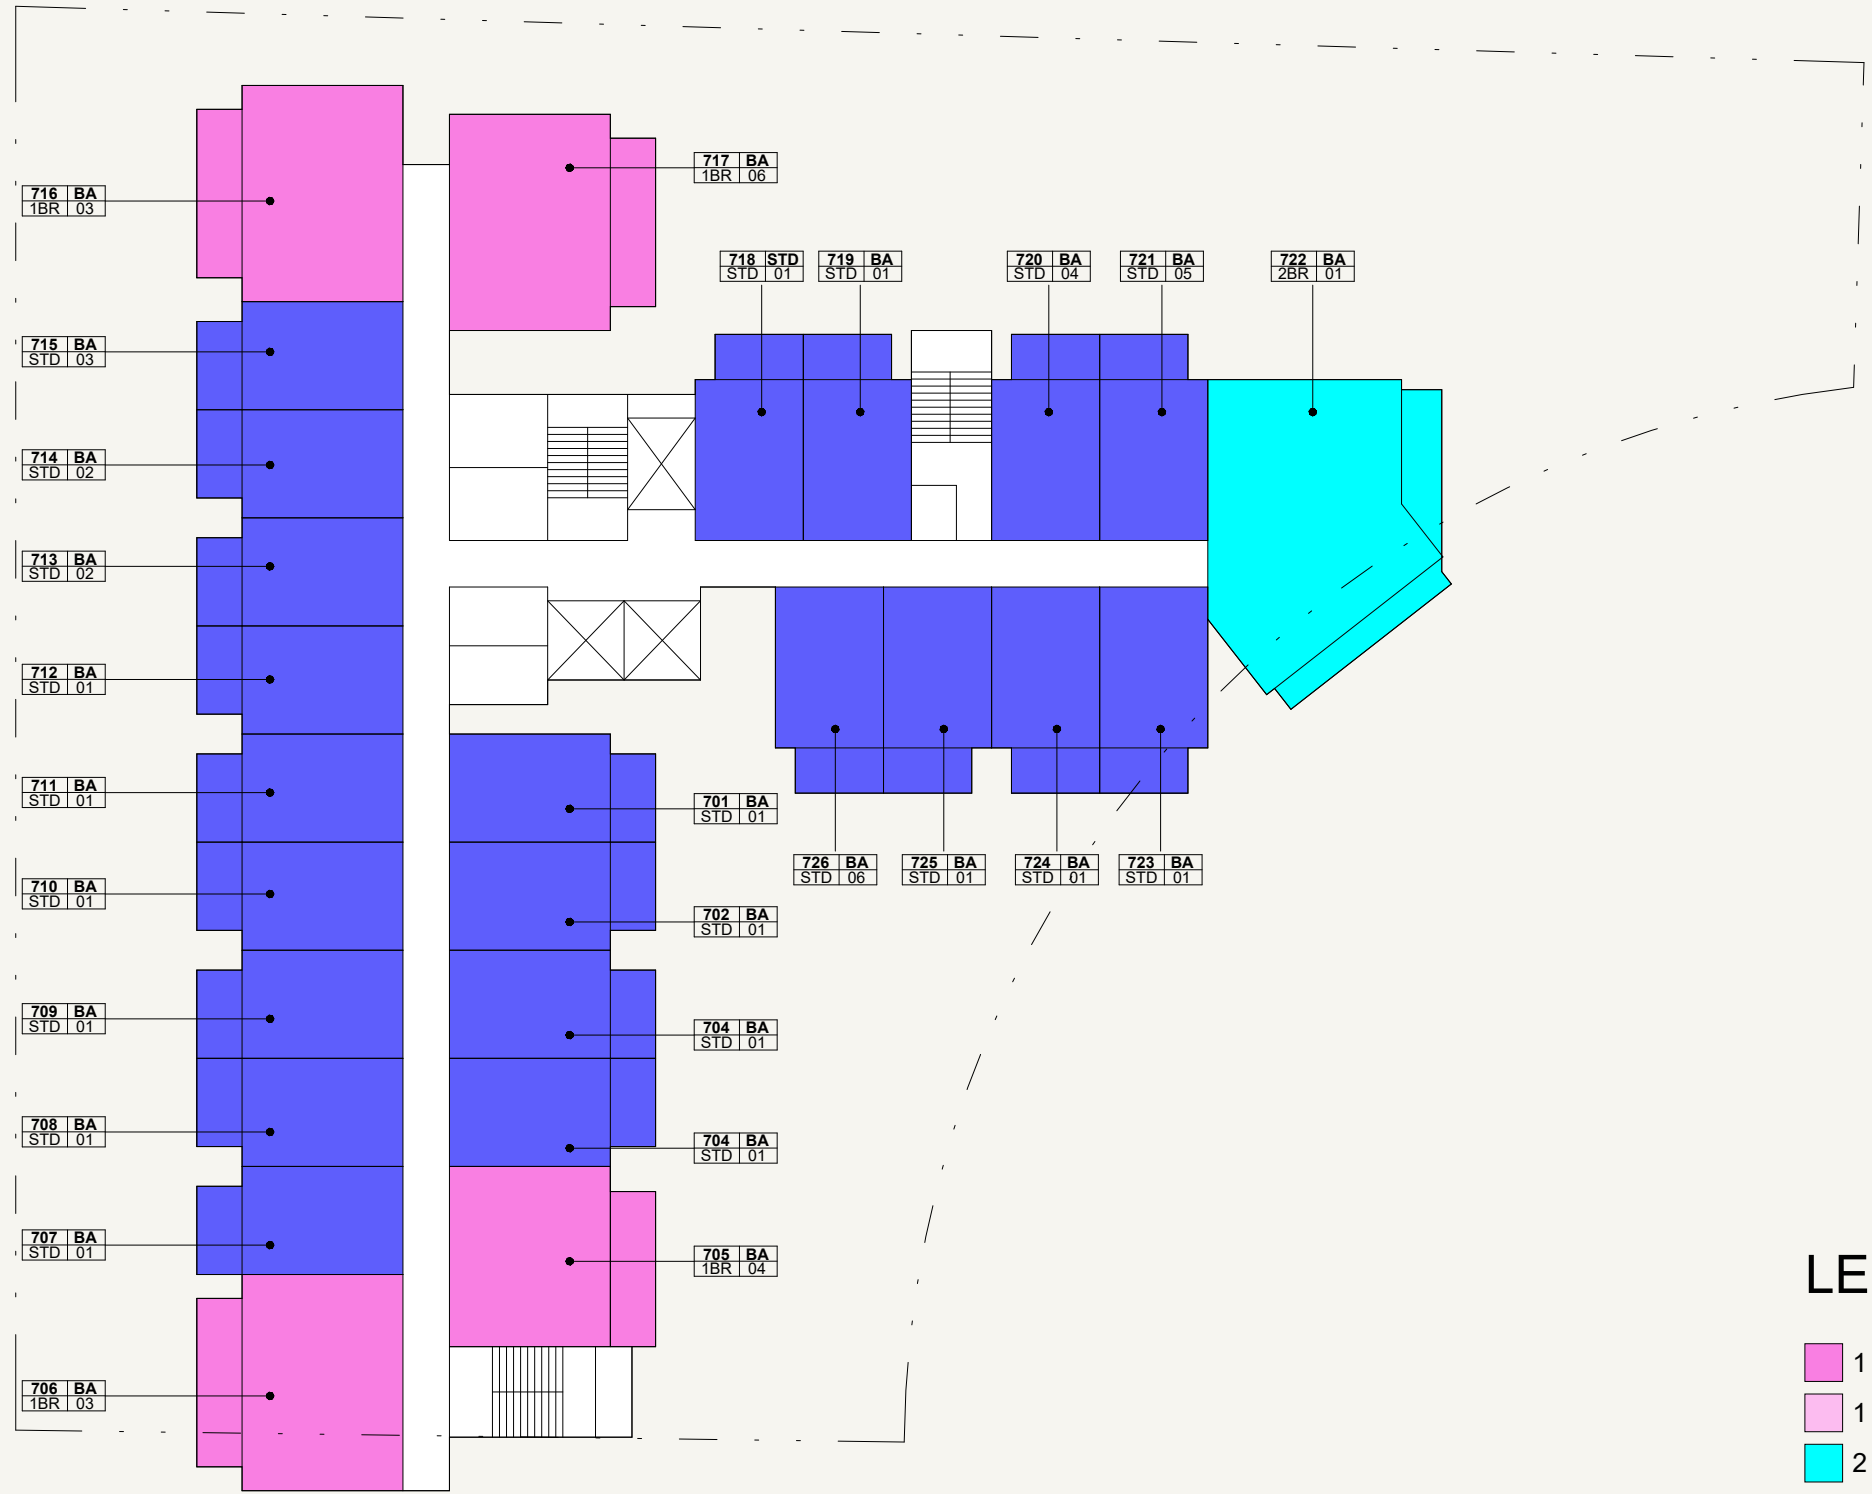 717 BA
1BR 06
716 BA
1BR 03
718 STD
STD 01
719 BA
STD 01
720 BA
STD 04
721 BA
STD 05
722 BA
2BR 01
715 BA
STD 03
714 BA
STD 02
713 BA
STD 02
712 BA
STD 01
711 BA
STD 01
701 BA
STD 01
726 BA
STD 06
725 BA
STD 01
724 BA
STD 01
723 BA
STD 01
710 BA
STD 01
702 BA
STD 01
709 BA
STD 01
704 BA
STD 01
708 BA
STD 01
704 BA
STD 01
707 BA
STD 01
705 BA
1BR 04
706 BA
1BR 03
LE
1
1
2